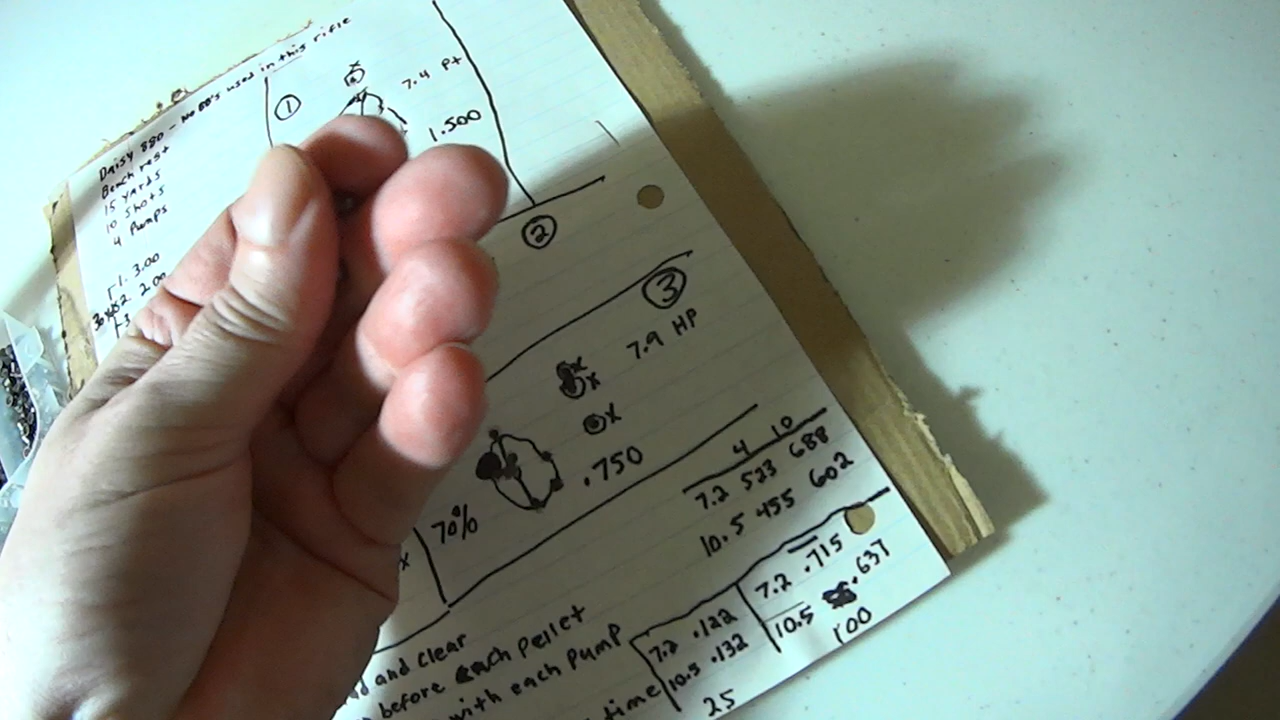 Daisy 880 - No BB's used in this rifle
Bench rest
15 yards
10 shots
4 Pumps
1. 3.00
2. 200
3
1
x
7.4 Pt
1.500
2
3
x
x
7.9 HP
x
.750
70%
x
4 10
7.2 523 688
10.5 455 602
7.2 .715
10.5 .637
100
7.2 .122
10.5 .132
25
and clear
before each pellet
with each pump
time